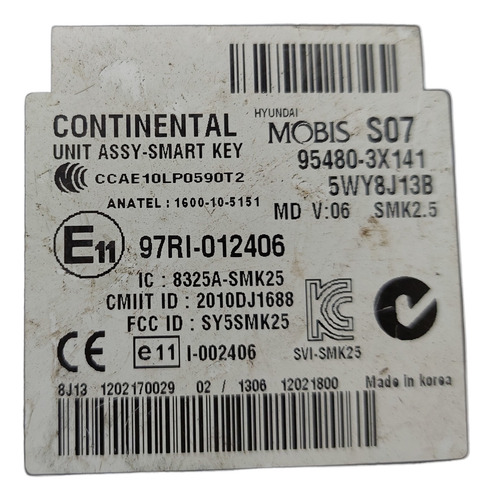 CONTINENTAL
HYUNDAI
MOBIS S07
UNIT ASSY-SMART KEY
95480-3X141
CCAE10LP0590T2
5WY8J13B
ANATEL : 1600-10-5151
MD V:06 SMK2.5
E11 97RI-012406
IC : 8325A-SMK25
CMIIT ID : 2010DJ1688
FCC ID : SY5SMK25
CE e11 I-002406
SVI-SMK25
8J13 1202170029 02 / 1306 12021800 Made in korea